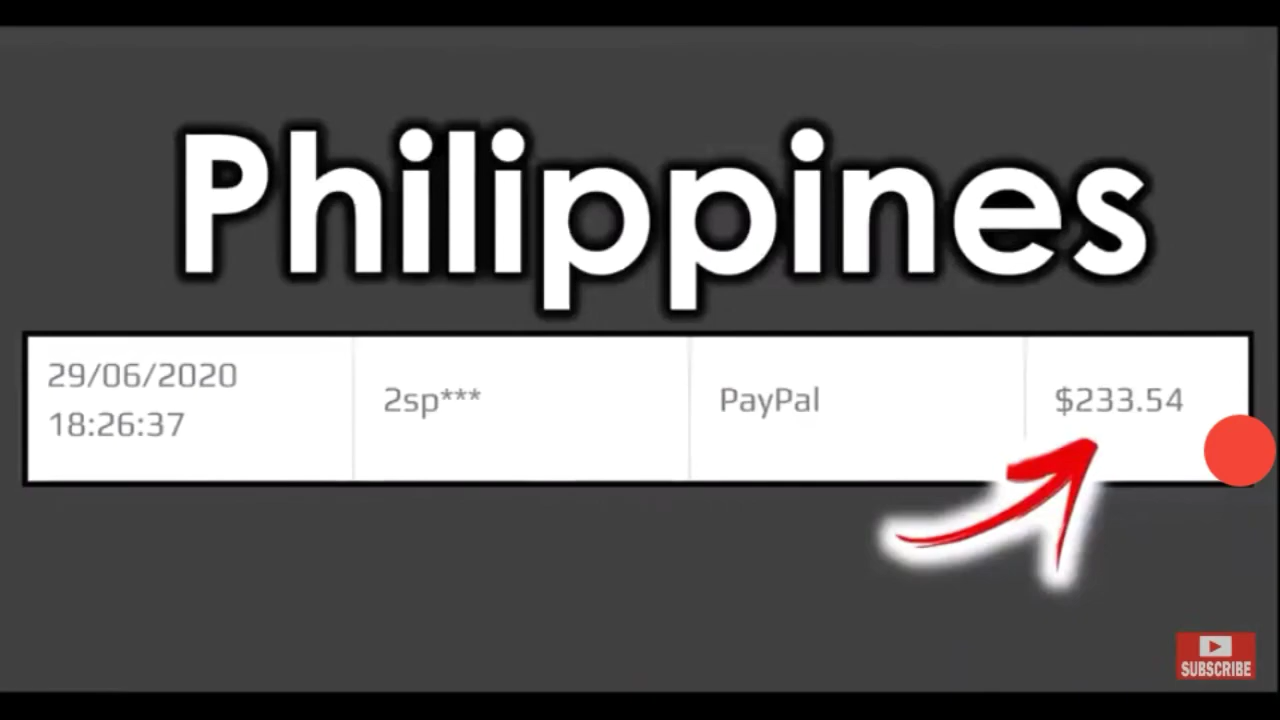 Philippines
29/06/2020
18:26:37
2sp***
PayPal
$233.54
SUBSCRIBE